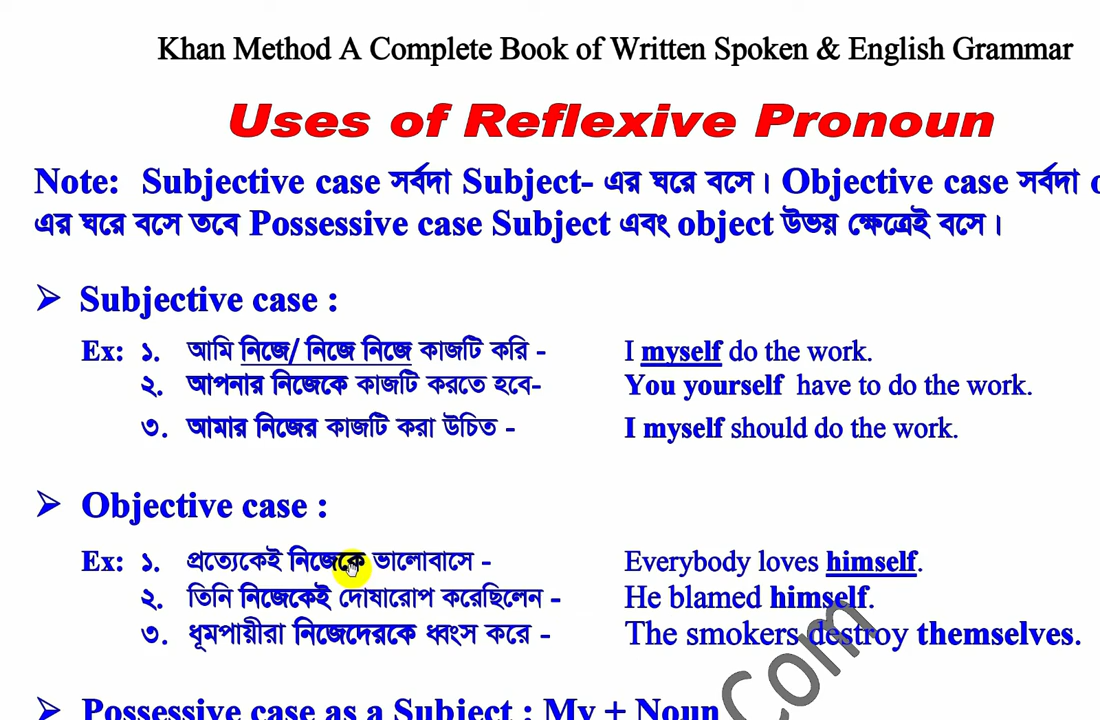 Khan Method A Complete Book of Written Spoken & English Grammar
Uses of Reflexive Pronoun
Note: Subjective case সর্বদা Subject- এর ঘরে বসে। Objective case সর্বদা
এর ঘরে বসে তবে Possessive case Subject এবং object উভয় ক্ষেত্রেই বসে।
➢ Subjective case :
Ex: ১. আমি নিজে/ নিজে নিজে কাজটি করি - I myself do the work.
২. আপনার নিজেকে কাজটি করতে হবে- You yourself have to do the work.
৩. আমার নিজের কাজটি করা উচিত - I myself should do the work.
➢ Objective case :
Ex: ১. প্রত্যেকেই নিজেকে ভালোবাসে - Everybody loves himself.
২. তিনি নিজেকেই দোষারোপ করেছিলেন - He blamed himself.
৩. ধূমপায়ীরা নিজেদেরকে ধ্বংস করে - The smokers destroy themselves.
➢ Possessive case as a Subject : My + Noun
Com